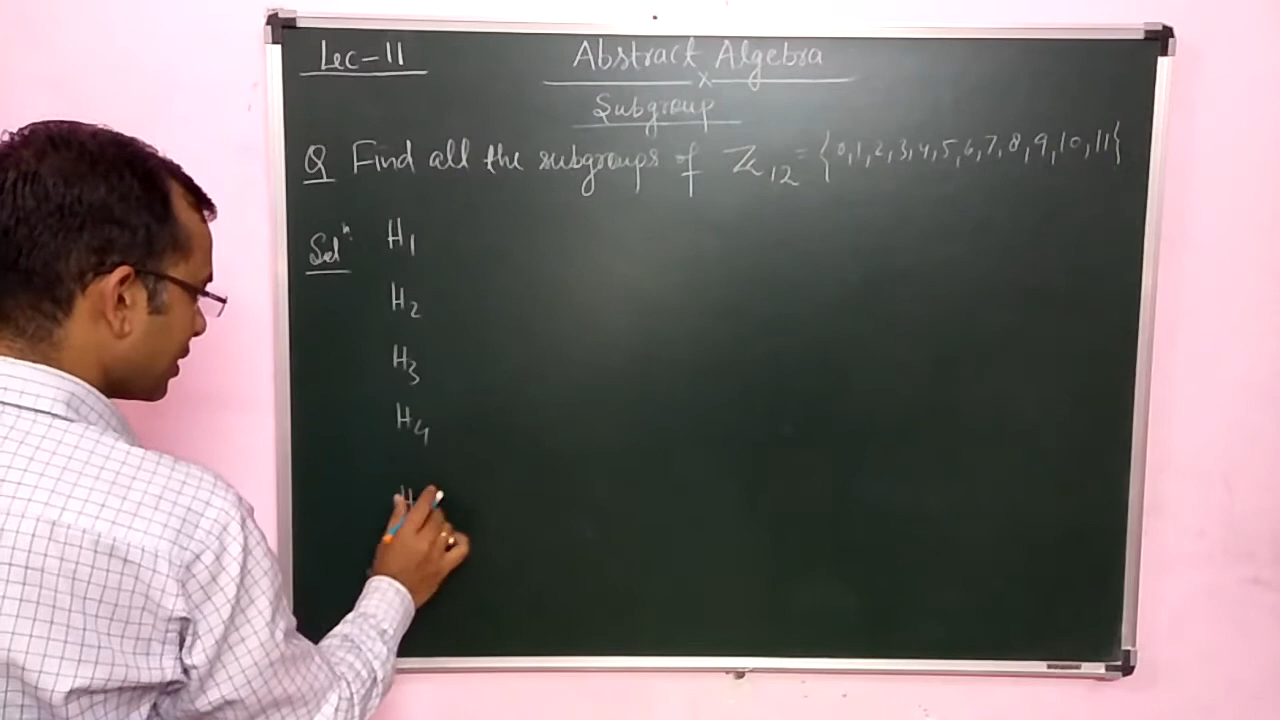 Lec-11
Abstract Algebra
x
Subgroup
Q Find all the subgroups of ℤ₁₂ = {0,1,2,3,4,5,6,7,8,9,10,11}
Solⁿ. H₁
H₂
H₃
H₄
H